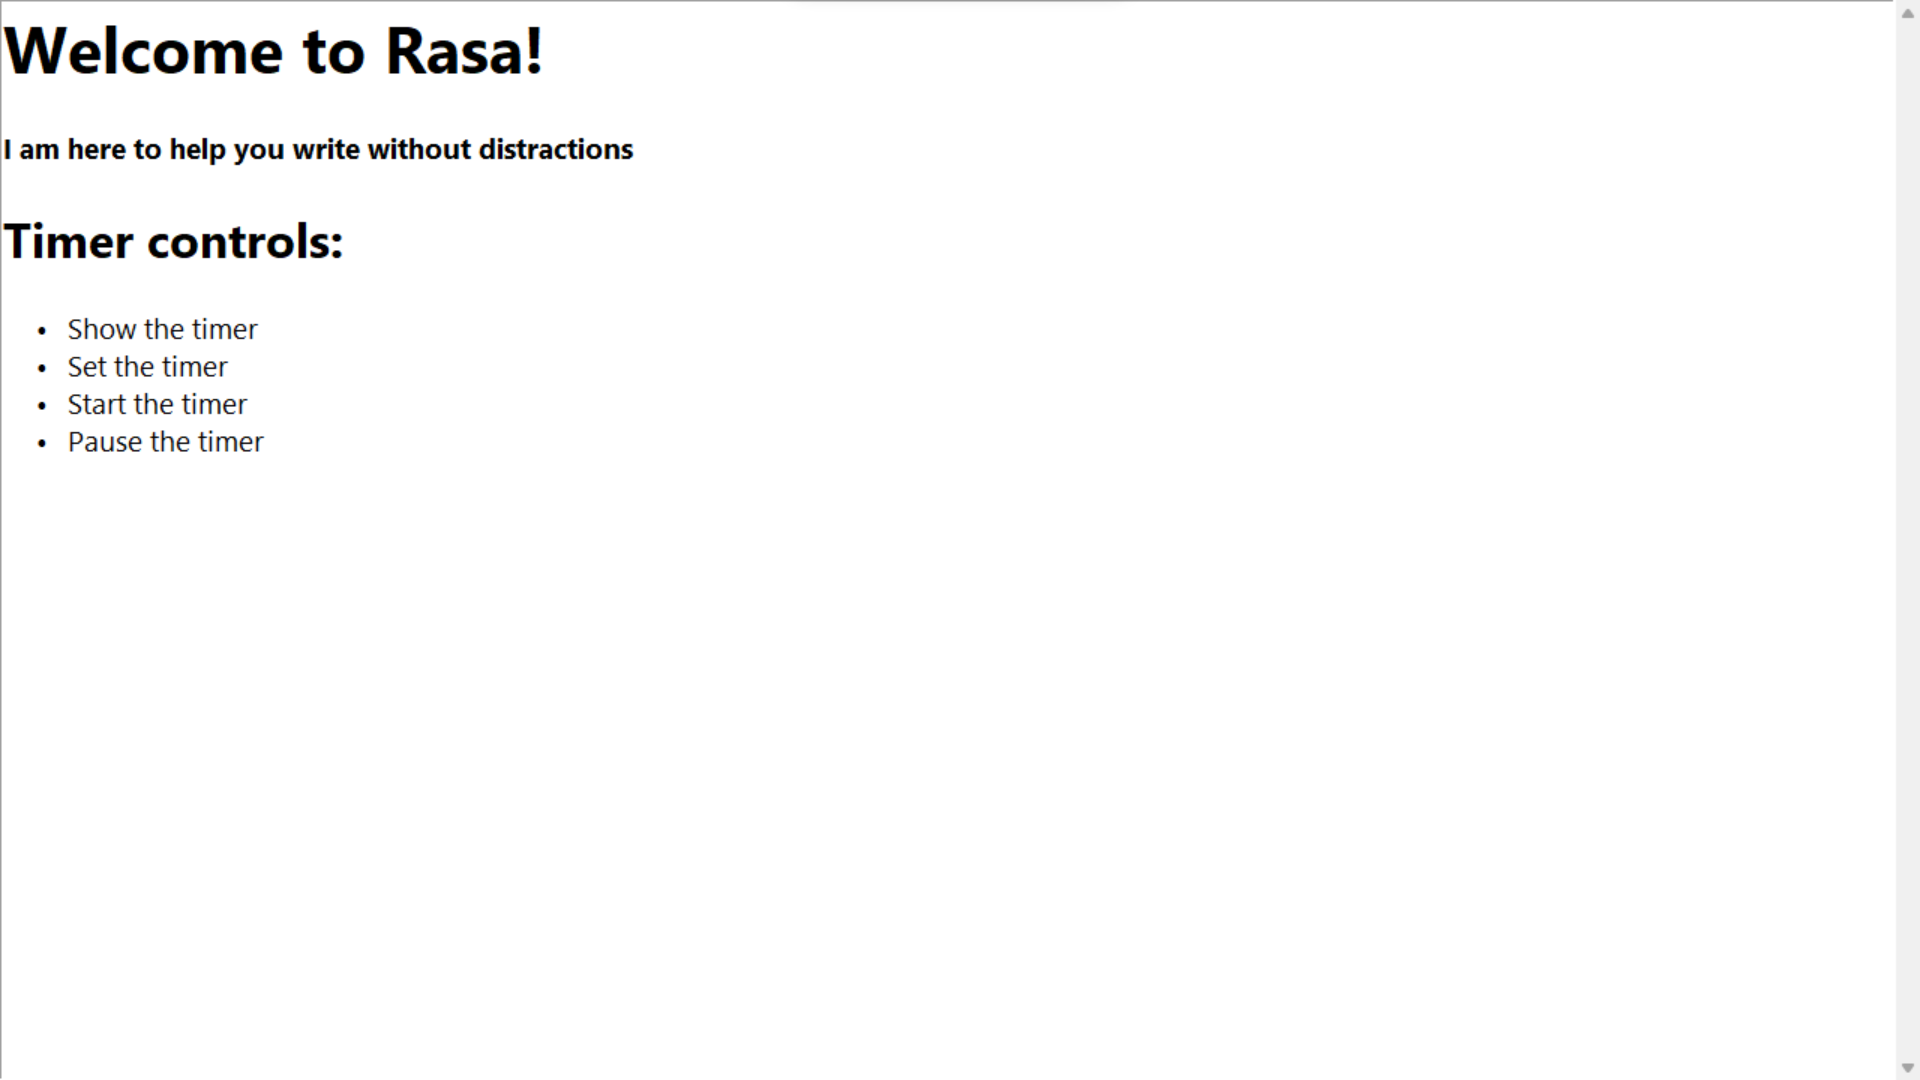 Welcome to Rasa!
I am here to help you write without distractions
Timer controls:
• Show the timer
• Set the timer
• Start the timer
• Pause the timer